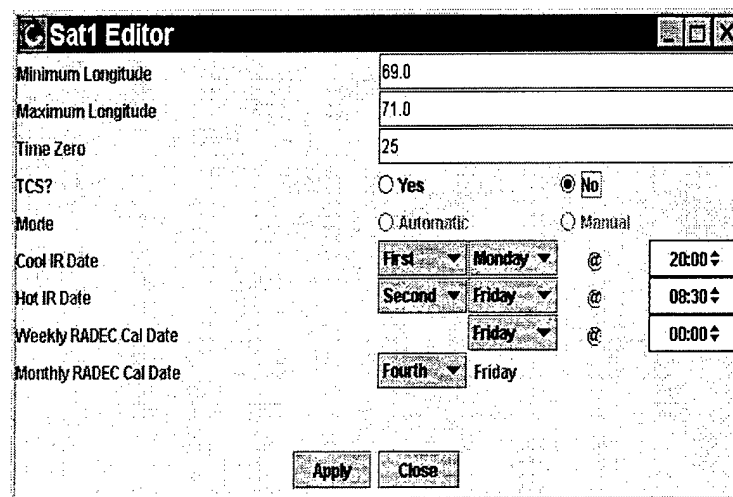 Sat1 Editor
Minimum Longitude 69.0
Maximum Longitude 71.0
Time Zero 25
TCS? Yes No
Mode Automatic Manual
Cool IR Date First Monday @ 20:00
Hot IR Date Second Friday @ 08:30
Weekly RADEC Cal Date Friday @ 00:00
Monthly RADEC Cal Date Fourth Friday
Apply Close